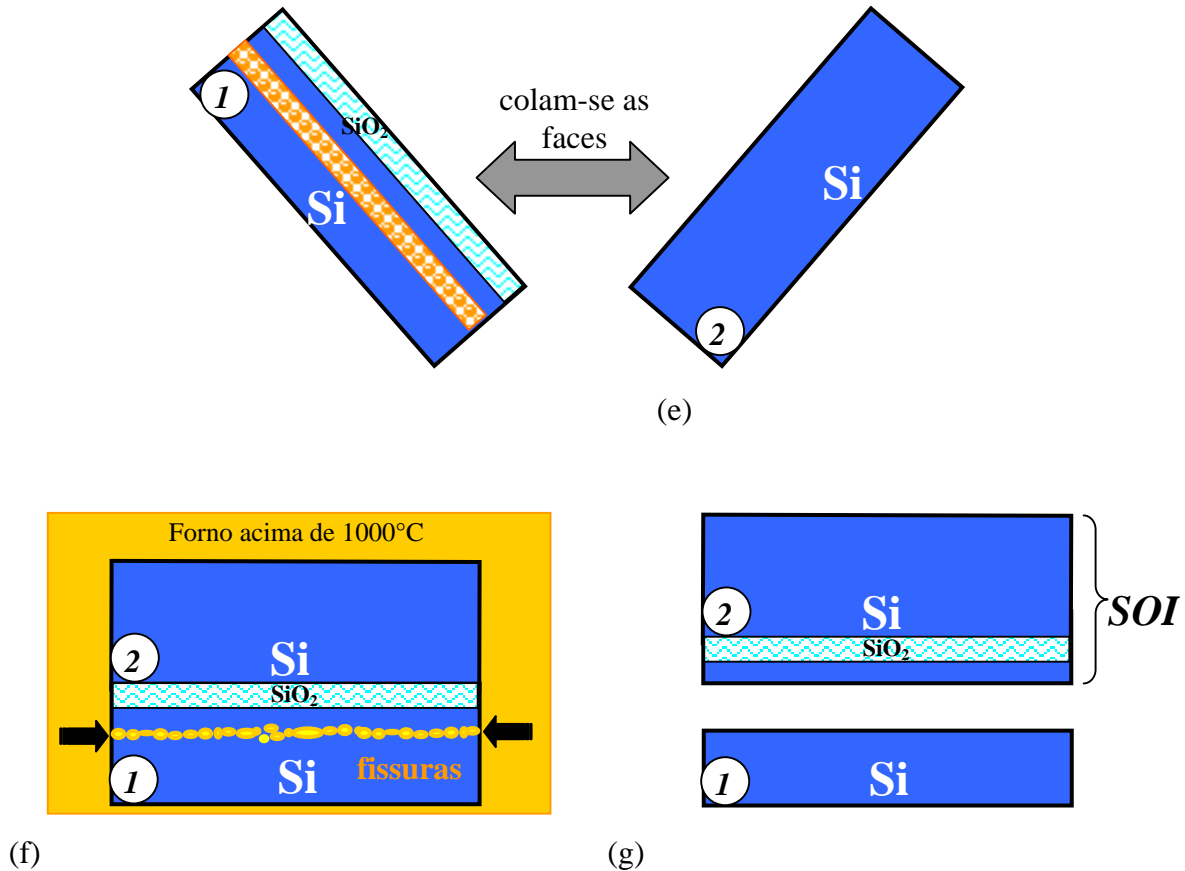 1
SiO₂
Si
colam-se as
faces
Si
2
(e)
Forno acima de 1000°C
2
Si
SiO₂
1
Si
fissuras
(f)
2
Si
SiO₂
SOI
1
Si
(g)